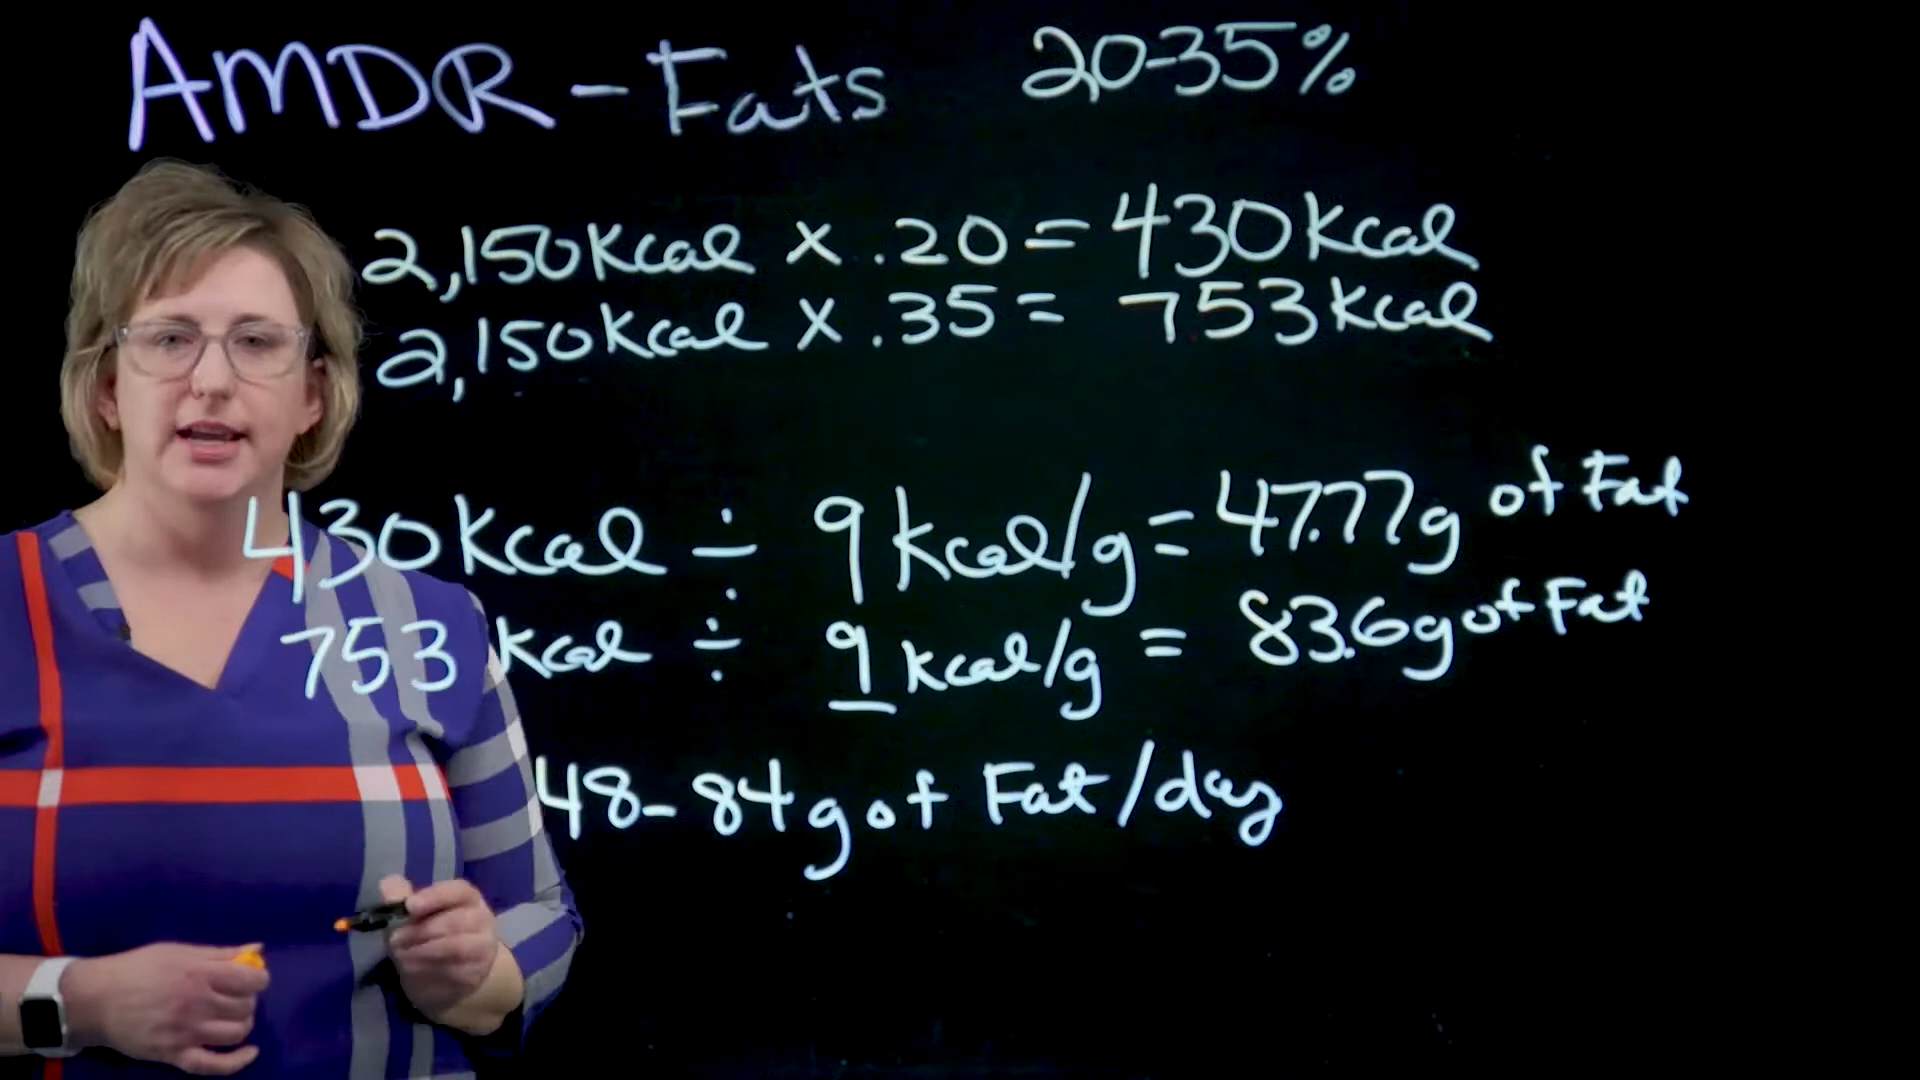 AMDR - Fats 20-35%
2,150 Kcal x .20 = 430 Kcal
2,150 Kcal x .35 = 753 Kcal
430 Kcal ÷ 9 Kcal/g = 47.77g of Fat
753 Kcal ÷ 9 Kcal/g = 83.6g of Fat
48-84g of Fat/day